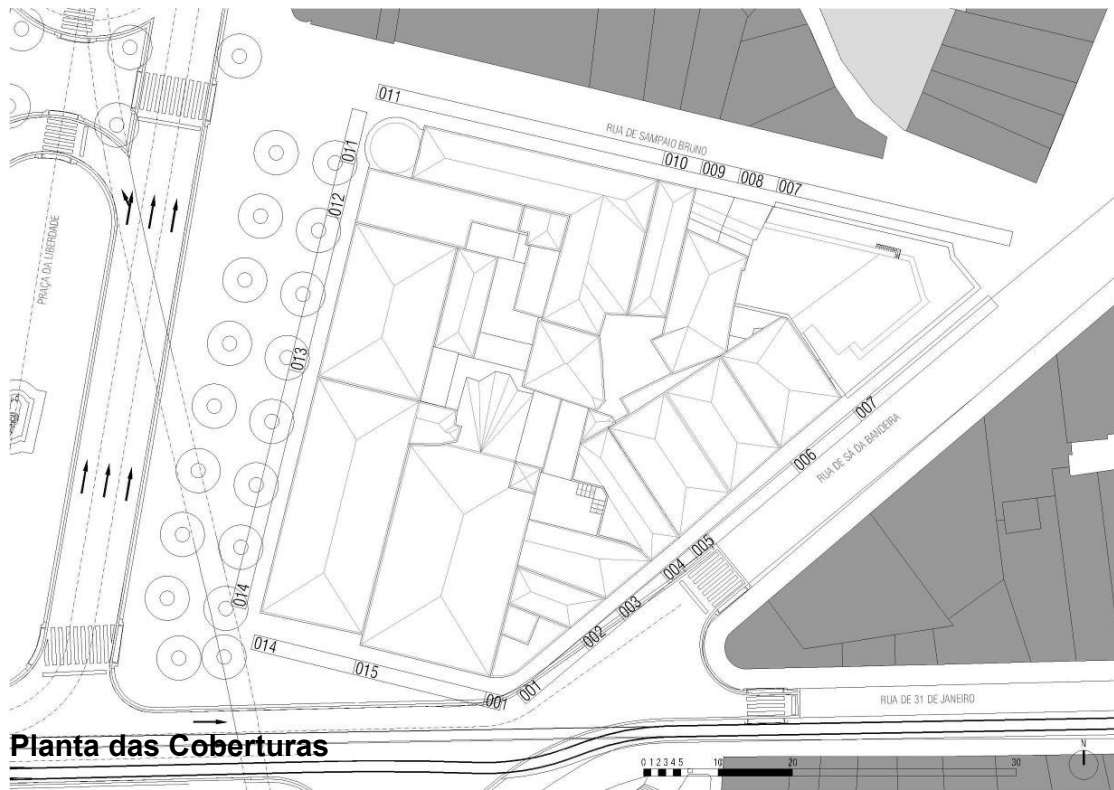 011
RUA DE SAMPAIO BRUNO
010 009 008 007
011
012
PRAÇA DA LIBERDADE
013
007
006
RUA DE SÁ DA BANDEIRA
005
004
003
014
002
014
015
001
001
RUA DE 31 DE JANEIRO
Planta das Coberturas
0 1 2 3 4 5 10 20 30
N